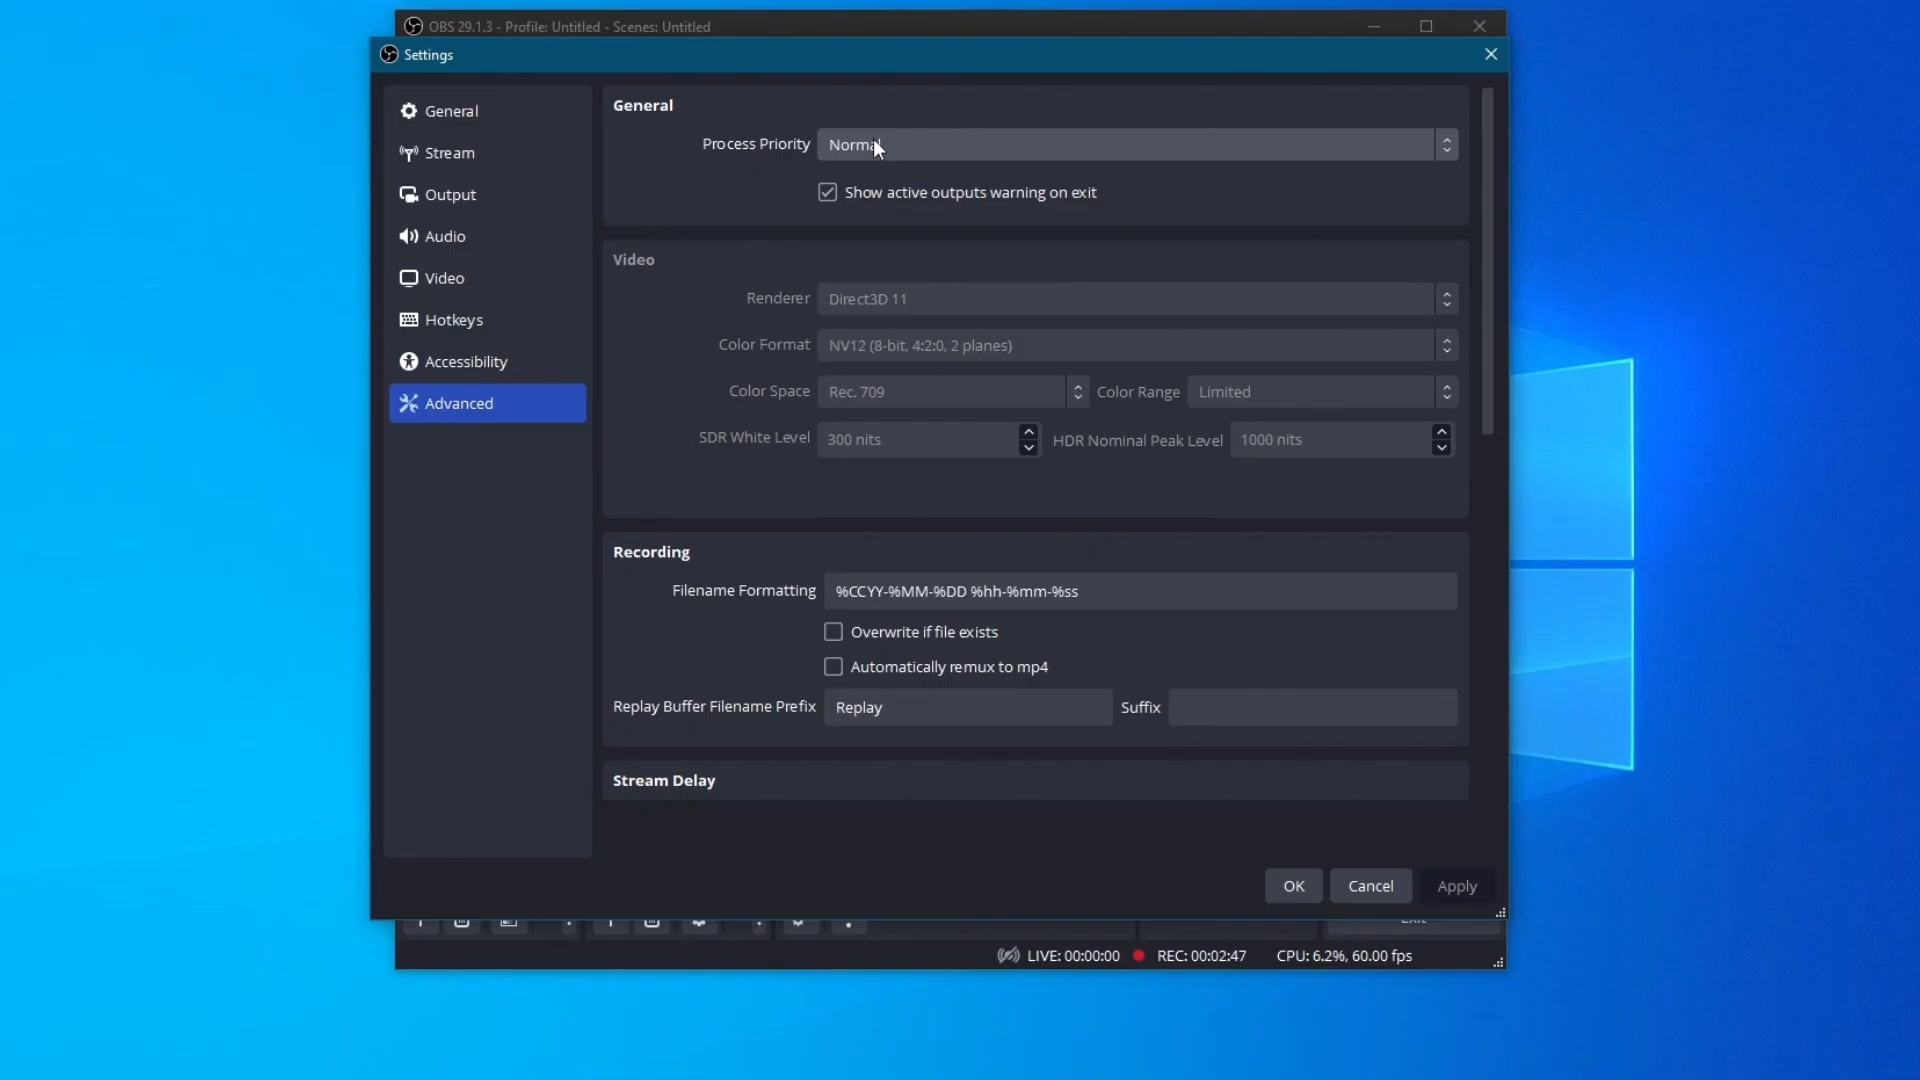 OBS 29.1.3 - Profile: Untitled - Scenes: Untitled
Settings
General
Stream
Output
Audio
Video
Hotkeys
Accessibility
Advanced
General
Process Priority Normal
Show active outputs warning on exit
Video
Renderer Direct3D 11
Color Format NV12 (8-bit, 4:2:0, 2 planes)
Color Space Rec. 709 Color Range Limited
SDR White Level 300 nits HDR Nominal Peak Level 1000 nits
Recording
Filename Formatting %CCYY-%MM-%DD %hh-%mm-%ss
Overwrite if file exists
Automatically remux to mp4
Replay Buffer Filename Prefix Replay Suffix
Stream Delay
OK Cancel Apply
Exit
LIVE: 00:00:00 REC: 00:02:47 CPU: 6.2%, 60.00 fps